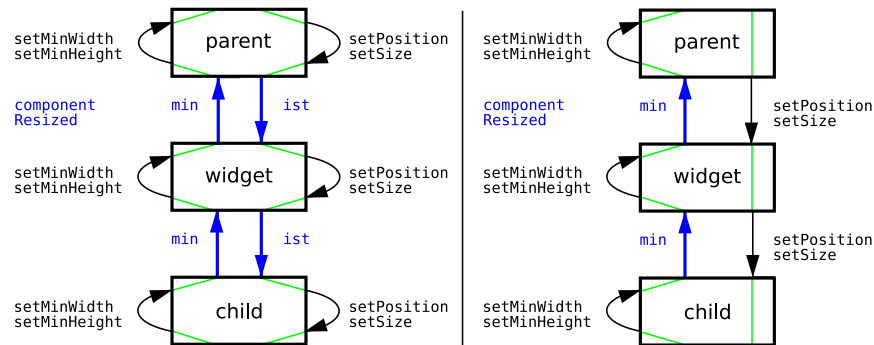 parent
setMinWidth
setMinHeight
setPosition
setSize
component
Resized
min
ist
widget
setMinWidth
setMinHeight
setPosition
setSize
min
ist
child
setMinWidth
setMinHeight
setPosition
setSize
parent
setMinWidth
setMinHeight
component
Resized
min
setPosition
setSize
widget
setMinWidth
setMinHeight
min
setPosition
setSize
child
setMinWidth
setMinHeight